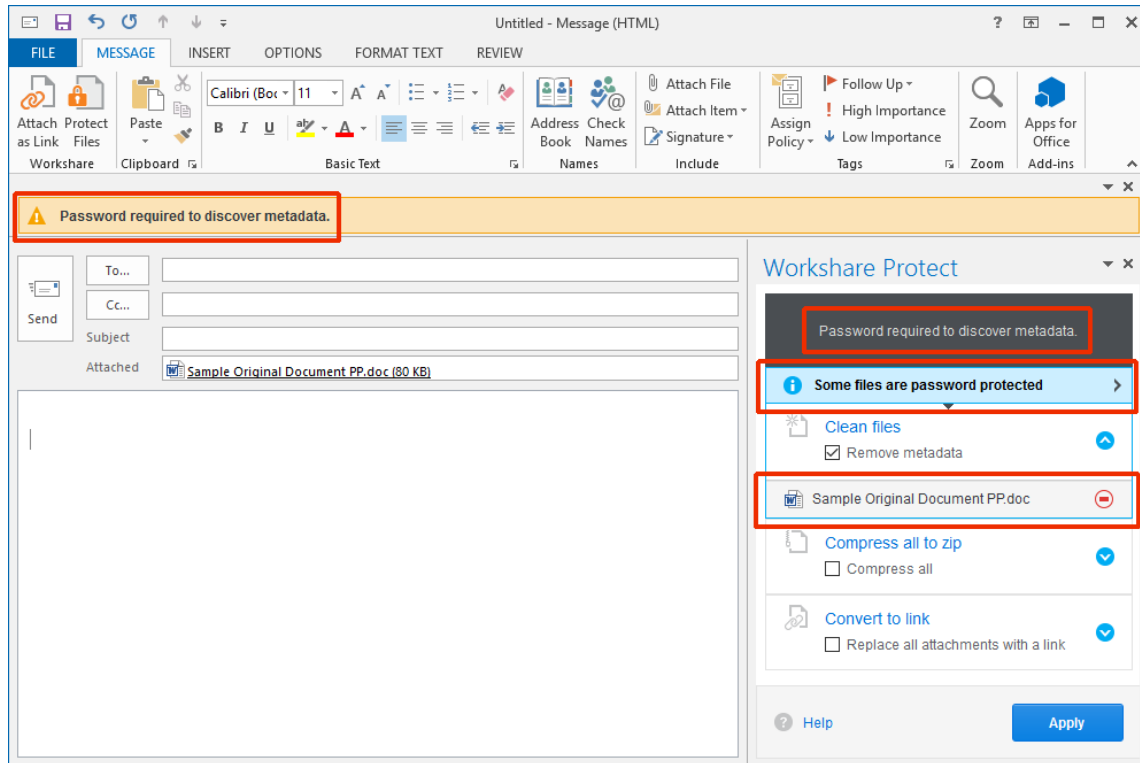 Untitled - Message (HTML)
?
FILE MESSAGE INSERT OPTIONS FORMAT TEXT REVIEW
Attach as Link
Protect Files
Workshare
Paste
Clipboard
Calibri (Boc 11
A A
B I U aby A
Basic Text
Address Book
Check Names
Names
Attach File
Attach Item
Signature
Include
Assign Policy
Follow Up
High Importance
Low Importance
Tags
Zoom
Zoom
Apps for Office
Add-ins
Password required to discover metadata.
Send
To...
Cc...
Subject
Attached Sample Original Document PP.doc (80 KB)
Workshare Protect
Password required to discover metadata.
Some files are password protected
Clean files
Remove metadata
Sample Original Document PP.doc
Compress all to zip
Compress all
Convert to link
Replace all attachments with a link
Help
Apply